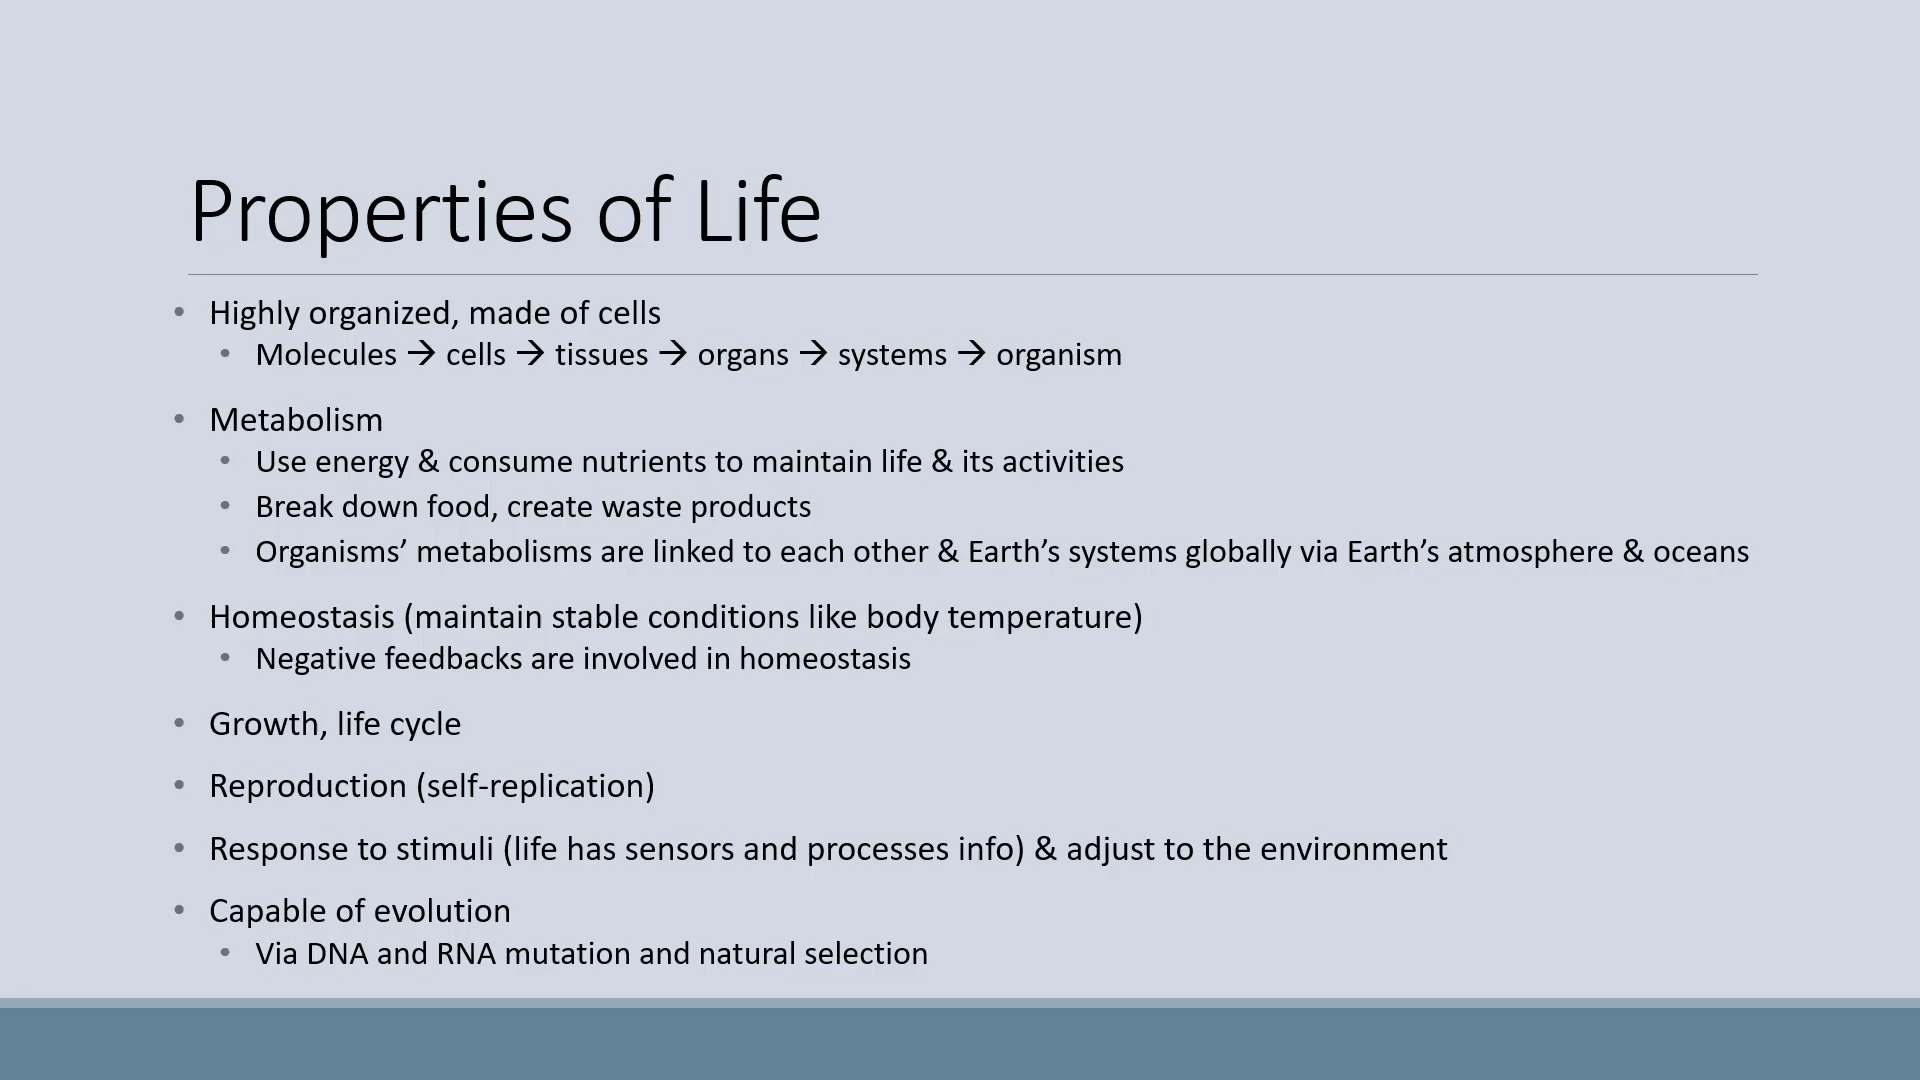 Properties of Life
• Highly organized, made of cells
• Molecules → cells → tissues → organs → systems → organism
• Metabolism
• Use energy & consume nutrients to maintain life & its activities
• Break down food, create waste products
• Organisms’ metabolisms are linked to each other & Earth’s systems globally via Earth’s atmosphere & oceans
• Homeostasis (maintain stable conditions like body temperature)
• Negative feedbacks are involved in homeostasis
• Growth, life cycle
• Reproduction (self-replication)
• Response to stimuli (life has sensors and processes info) & adjust to the environment
• Capable of evolution
• Via DNA and RNA mutation and natural selection